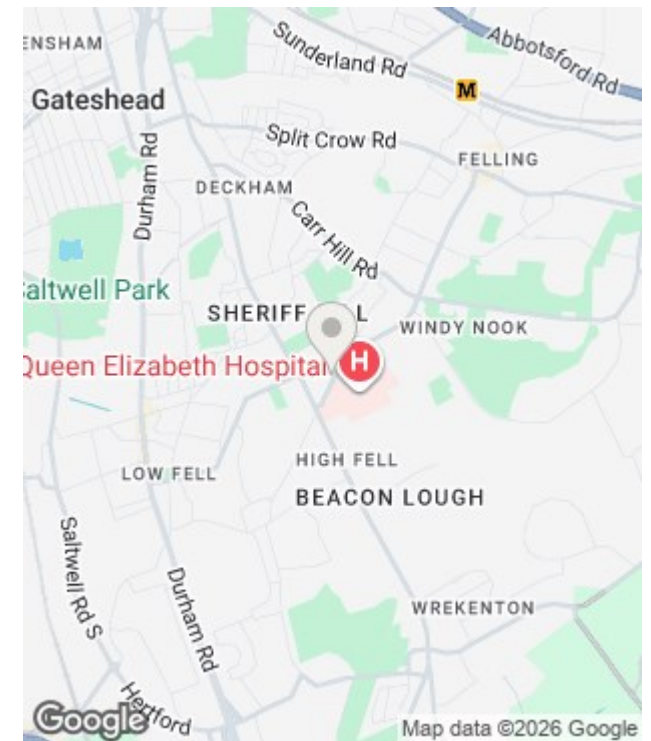 ENSHAM
Sunderland Rd
Abbotsford Rd
Gateshead
M
Durham Rd
Split Crow Rd
FELLING
DECKHAM
Carr Hill Rd
Saltwell Park
SHERIFF
L
WINDY NOOK
Queen Elizabeth Hospital
H
LOW FELL
HIGH FELL
BEACON LOUGH
Saltwell Rd S
Durham Rd
WREKENTON
Hertford
Google
Map data ©2026 Google